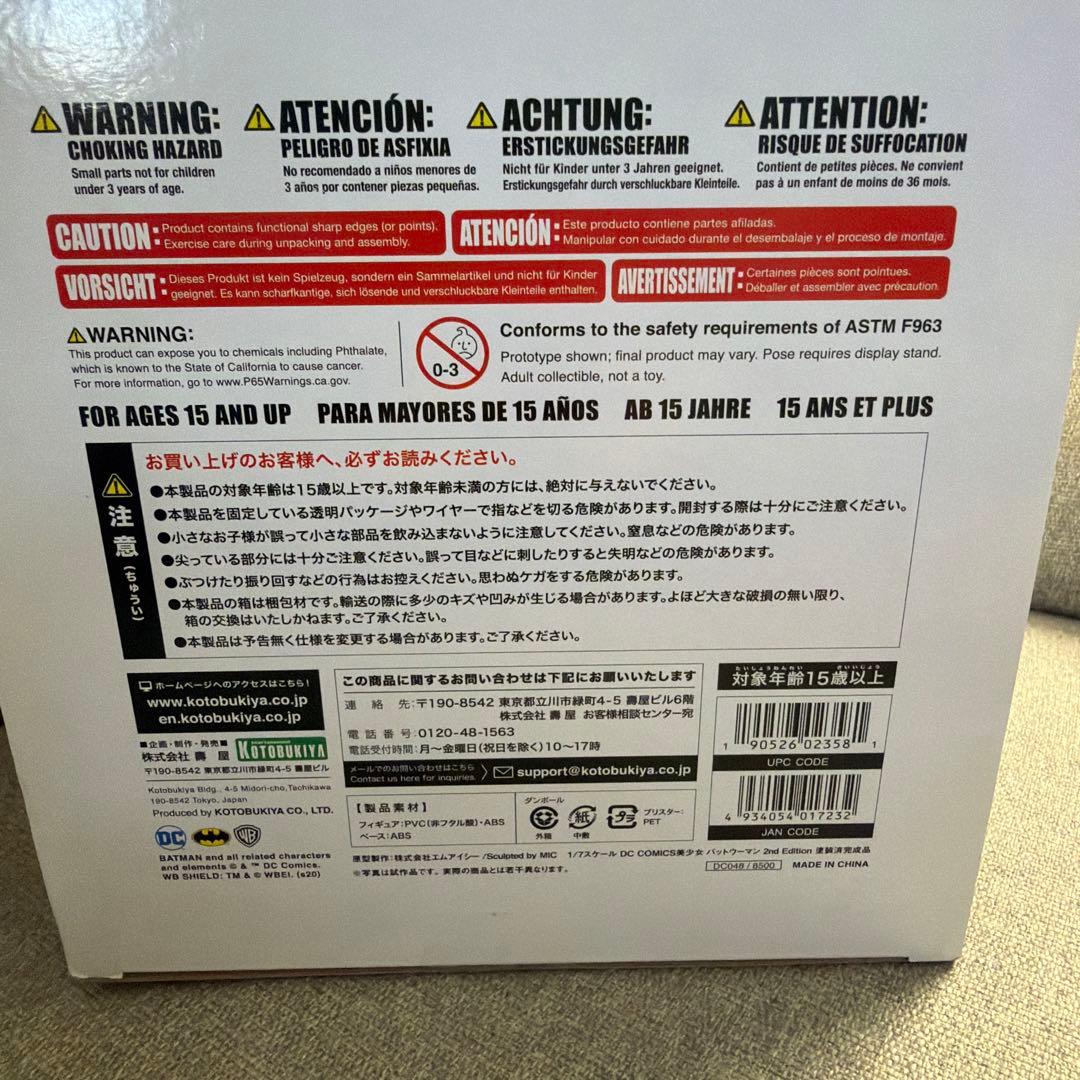 WARNING:
CHOKING HAZARD
Small parts not for children
under 3 years of age.
ATENCIÓN:
PELIGRO DE ASFIXIA
No recomendado a niños menores de
3 años por contener piezas pequeñas.
ACHTUNG:
ERSTICKUNGSGEFAHR
Nicht für Kinder unter 3 Jahren geeignet.
Erstickungsgefahr durch verschluckbare Kleinteile.
ATTENTION:
RISQUE DE SUFFOCATION
Contient de petites pièces. Ne convient
pas à un enfant de moins de 36 mois.
CAUTION: Product contains functional sharp edges (or points).
Exercise care during unpacking and assembly.
ATENCIÓN: Este producto contiene partes afiladas.
Manipular con cuidado durante el desembalaje y el proceso de montaje.
VORSICHT: Dieses Produkt ist kein Spielzeug, sondern ein Sammelartikel und nicht für Kinder
geeignet. Es kann scharfkantige, sich lösende und verschluckbare Kleinteile enthalten.
AVERTISSEMENT: Certaines pièces sont pointues.
Déballer et assembler avec précaution.
WARNING:
This product can expose you to chemicals including Phthalate,
which is known to the State of California to cause cancer.
For more information, go to www.P65Warnings.ca.gov.
0-3
Conforms to the safety requirements of ASTM F963
Prototype shown; final product may vary. Pose requires display stand.
Adult collectible, not a toy.
FOR AGES 15 AND UP PARA MAYORES DE 15 AÑOS AB 15 JAHRE 15 ANS ET PLUS
注意(ちゅうい)
お買い上げのお客様へ、必ずお読みください。
●本製品の対象年齢は15歳以上です。対象年齢未満の方には、絶対に与えないでください。
●本製品を固定している透明パッケージやワイヤーで指などを切る危険があります。開封する際は十分にご注意ください。
●小さなお子様が誤って小さな部品を飲み込まないように注意してください。窒息などの危険があります。
●尖っている部分には十分ご注意ください。誤って目などに刺したりすると失明などの危険があります。
●ぶつけたり振り回すなどの行為はお控えください。思わぬケガをする危険があります。
●本製品の箱は梱包材です。輸送の際に多少のキズや凹みが生じる場合があります。よほど大きな破損の無い限り、
箱の交換はいたしかねます。ご了承ください。
●本製品は予告無く仕様を変更する場合があります。ご了承ください。
ホームページへのアクセスはこちら!
www.kotobukiya.co.jp
en.kotobukiya.co.jp
■企画・制作・発売■
株式会社 壽屋 KOTOBUKIYA
〒190-8542 東京都立川市緑町4-5 壽屋ビル
Kotobukiya Bldg., 4-5 Midori-cho,Tachikawa
190-8542 Tokyo, Japan
Produced by KOTOBUKIYA CO., LTD.
DC WB
BATMAN and all related characters
and elements © & ™ DC Comics.
WB SHIELD: TM & © WBEI. (s20)
この商品に関するお問い合わせは下記にお願いいたします
連絡先:〒190-8542 東京都立川市緑町4-5 壽屋ビル6階
株式会社 壽屋 お客様相談センター宛
電話番号:0120-48-1563
電話受付時間:月~金曜日(祝日を除く)10~17時
メールでのお問い合わせはこちら
Contact us here for inquiries.
support@kotobukiya.co.jp
【製品素材】
フィギュア:PVC(非フタル酸)・ABS
ベース:ABS
ダンボール
外箱
紙
中敷
プラ
ブリスター:
PET
原型製作:株式会社エムアイシー /Sculpted by MIC 1/7スケール DC COMICS美少女 バットウーマン 2nd Edition 塗装済完成品
※写真は試作品です。実際の商品とは若干異なります。
DC048 / 8500 MADE IN CHINA
たいしょうねんれい さいいじょう
対象年齢15歳以上
1 90526 02358 1
UPC CODE
4 934054 017232
JAN CODE